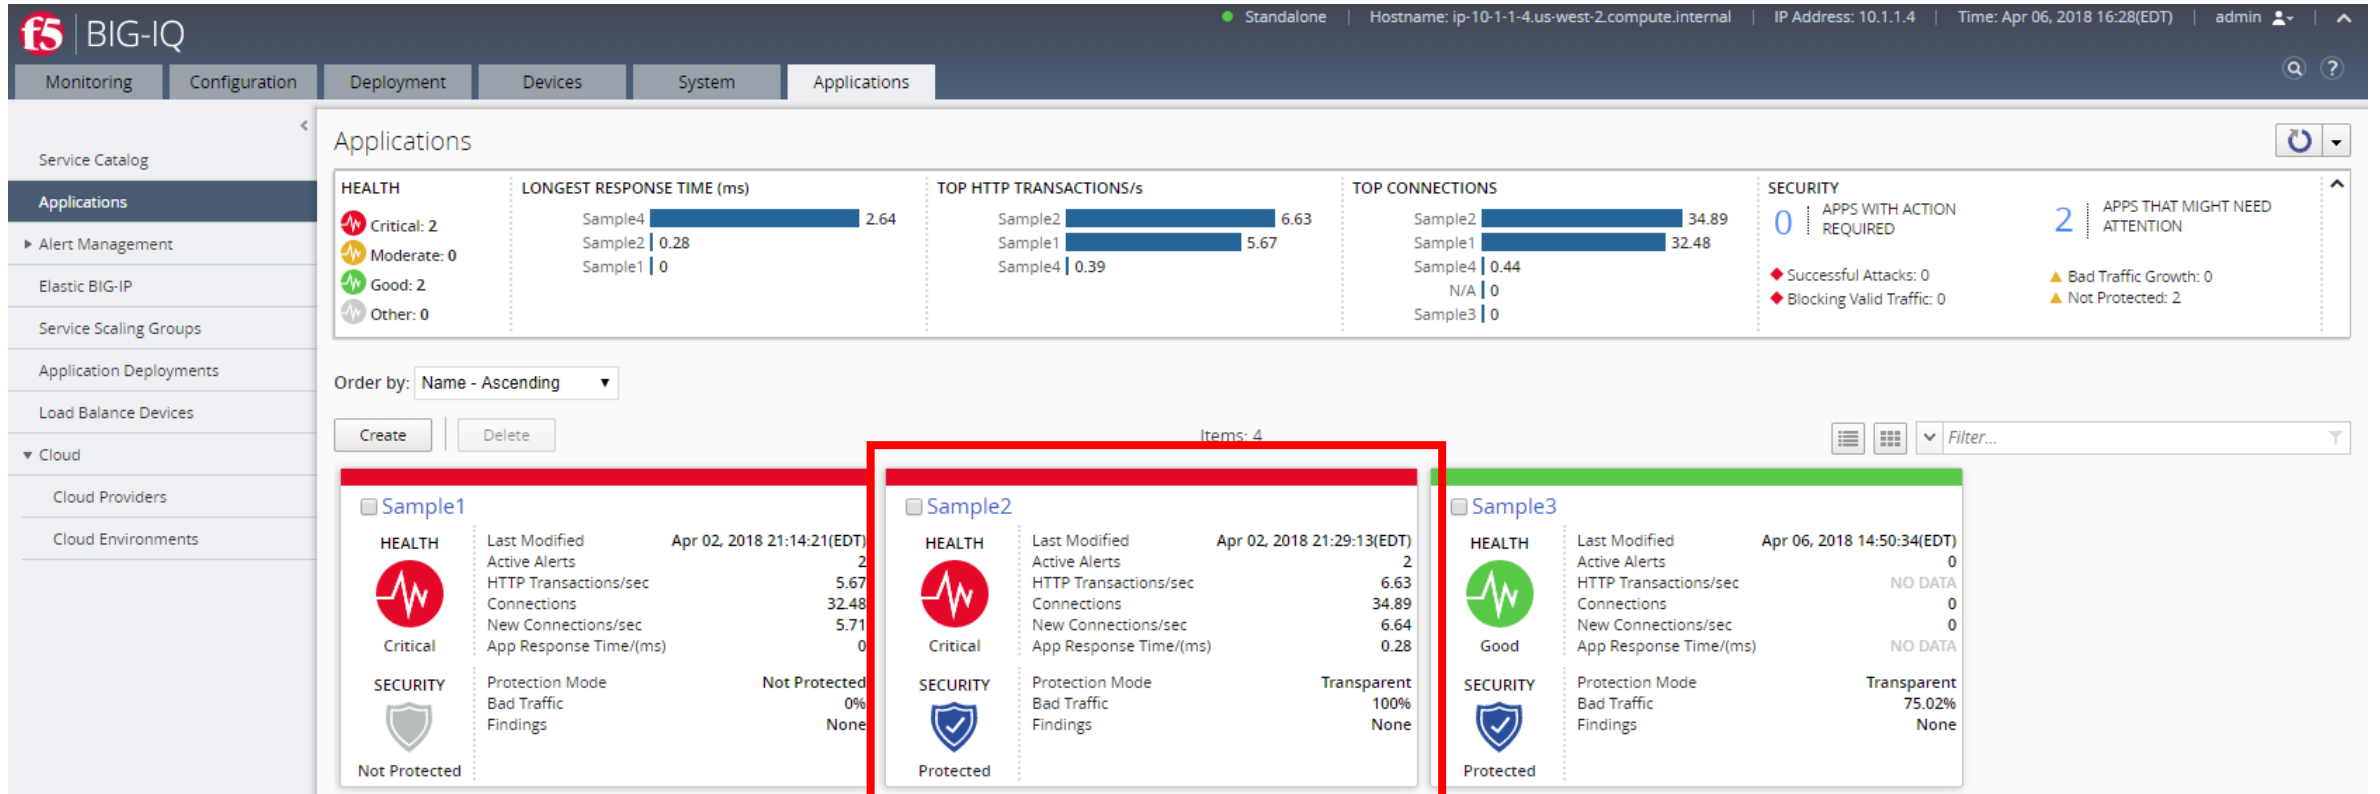 Standalone | Hostname: ip-10-1-1-4.us-west-2.compute.internal | IP Address: 10.1.1.4 | Time: Apr 06, 2018 16:28(EDT) | admin
f5 BIG-IQ
Monitoring Configuration Deployment Devices System Applications
Service Catalog
Applications
Alert Management
Elastic BIG-IP
Service Scaling Groups
Application Deployments
Load Balance Devices
Cloud
Cloud Providers
Cloud Environments
Applications
HEALTH
Critical: 2
Moderate: 0
Good: 2
Other: 0
LONGEST RESPONSE TIME (ms)
Sample4 2.64
Sample2 0.28
Sample1 0
TOP HTTP TRANSACTIONS/s
Sample2 6.63
Sample1 5.67
Sample4 0.39
TOP CONNECTIONS
Sample2 34.89
Sample1 32.48
Sample4 0.44
N/A 0
Sample3 0
SECURITY
0 APPS WITH ACTION
REQUIRED
2 APPS THAT MIGHT NEED
ATTENTION
Successful Attacks: 0
Blocking Valid Traffic: 0
Bad Traffic Growth: 0
Not Protected: 2
Order by: Name - Ascending
Create Delete Items: 4 Filter...
Sample1
HEALTH
Critical
Last Modified Apr 02, 2018 21:14:21(EDT)
Active Alerts 2
HTTP Transactions/sec 5.67
Connections 32.48
New Connections/sec 5.71
App Response Time/(ms) 0
SECURITY
Not Protected
Protection Mode Not Protected
Bad Traffic 0%
Findings None
Sample2
HEALTH
Critical
Last Modified Apr 02, 2018 21:29:13(EDT)
Active Alerts 2
HTTP Transactions/sec 6.63
Connections 34.89
New Connections/sec 6.64
App Response Time/(ms) 0.28
SECURITY
Protected
Protection Mode Transparent
Bad Traffic 100%
Findings None
Sample3
HEALTH
Good
Last Modified Apr 06, 2018 14:50:34(EDT)
Active Alerts 0
HTTP Transactions/sec NO DATA
Connections 0
New Connections/sec 0
App Response Time/(ms) NO DATA
SECURITY
Protected
Protection Mode Transparent
Bad Traffic 75.02%
Findings None